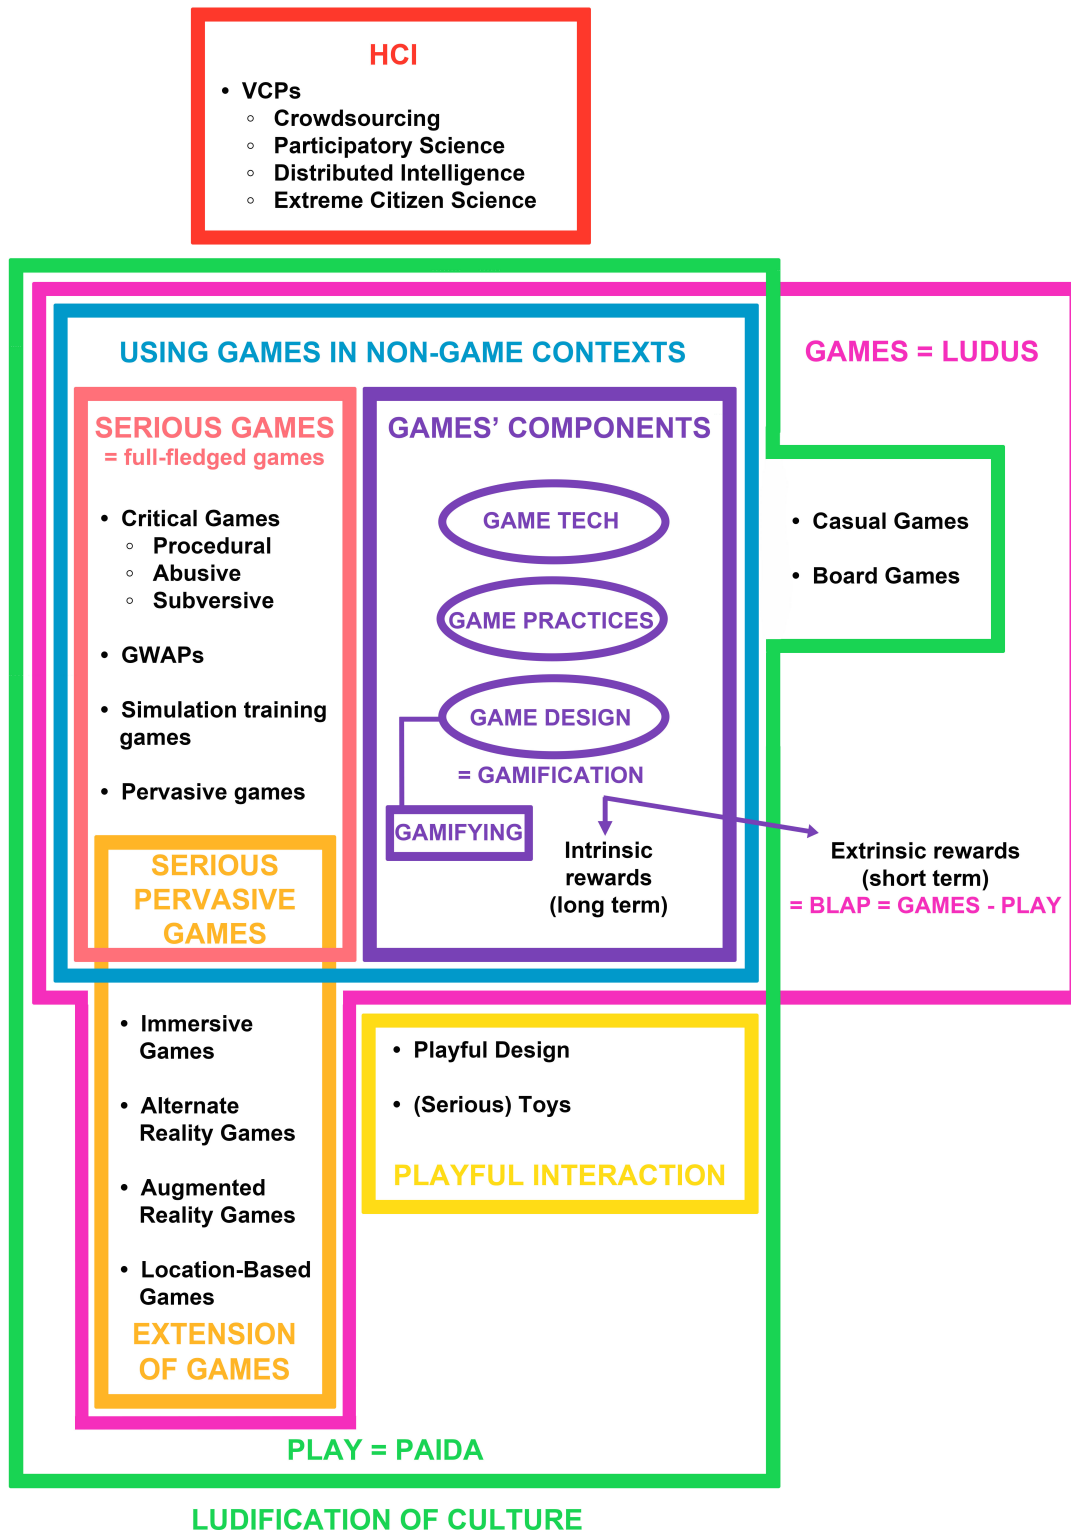 HCI
• VCPs
◦ Crowdsourcing
◦ Participatory Science
◦ Distributed Intelligence
◦ Extreme Citizen Science
USING GAMES IN NON-GAME CONTEXTS
GAMES = LUDUS
SERIOUS GAMES
= full-fledged games
• Critical Games
◦ Procedural
◦ Abusive
◦ Subversive
• GWAPs
• Simulation training
games
• Pervasive games
GAMES’ COMPONENTS
GAME TECH
GAME PRACTICES
GAME DESIGN
= GAMIFICATION
GAMIFYING
Intrinsic
rewards
(long term)
• Casual Games
• Board Games
Extrinsic rewards
(short term)
= BLAP = GAMES - PLAY
SERIOUS
PERVASIVE
GAMES
• Immersive
Games
• Alternate
Reality Games
• Augmented
Reality Games
• Location-Based
Games
EXTENSION
OF GAMES
• Playful Design
• (Serious) Toys
PLAYFUL INTERACTION
PLAY = PAIDA
LUDIFICATION OF CULTURE